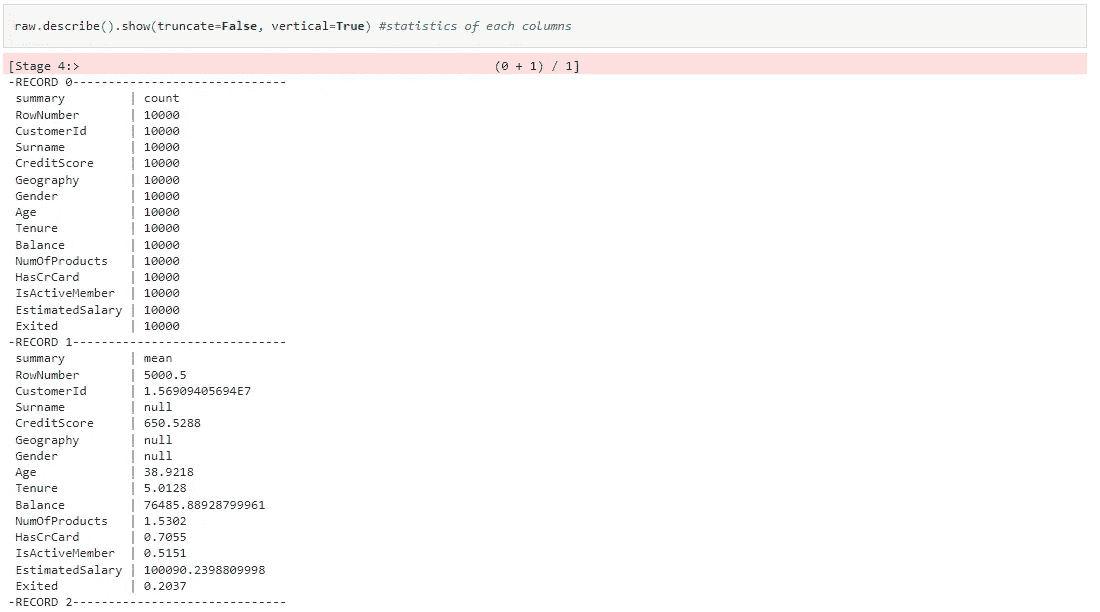 raw.describe().show(truncate=False, vertical=True) #statistics of each columns
[Stage 4:>                                                          (0 + 1) / 1]
-RECORD 0-----------------------------
 summary         | count
 RowNumber       | 10000
 CustomerId      | 10000
 Surname         | 10000
 CreditScore     | 10000
 Geography       | 10000
 Gender          | 10000
 Age             | 10000
 Tenure          | 10000
 Balance         | 10000
 NumOfProducts   | 10000
 HasCrCard       | 10000
 IsActiveMember  | 10000
 EstimatedSalary | 10000
 Exited          | 10000
-RECORD 1-----------------------------
 summary         | mean
 RowNumber       | 5000.5
 CustomerId      | 1.56909405694E7
 Surname         | null
 CreditScore     | 650.5288
 Geography       | null
 Gender          | null
 Age             | 38.9218
 Tenure          | 5.0128
 Balance         | 76485.88928799961
 NumOfProducts   | 1.5302
 HasCrCard       | 0.7055
 IsActiveMember  | 0.5151
 EstimatedSalary | 100090.2398809998
 Exited          | 0.2037
-RECORD 2-----------------------------